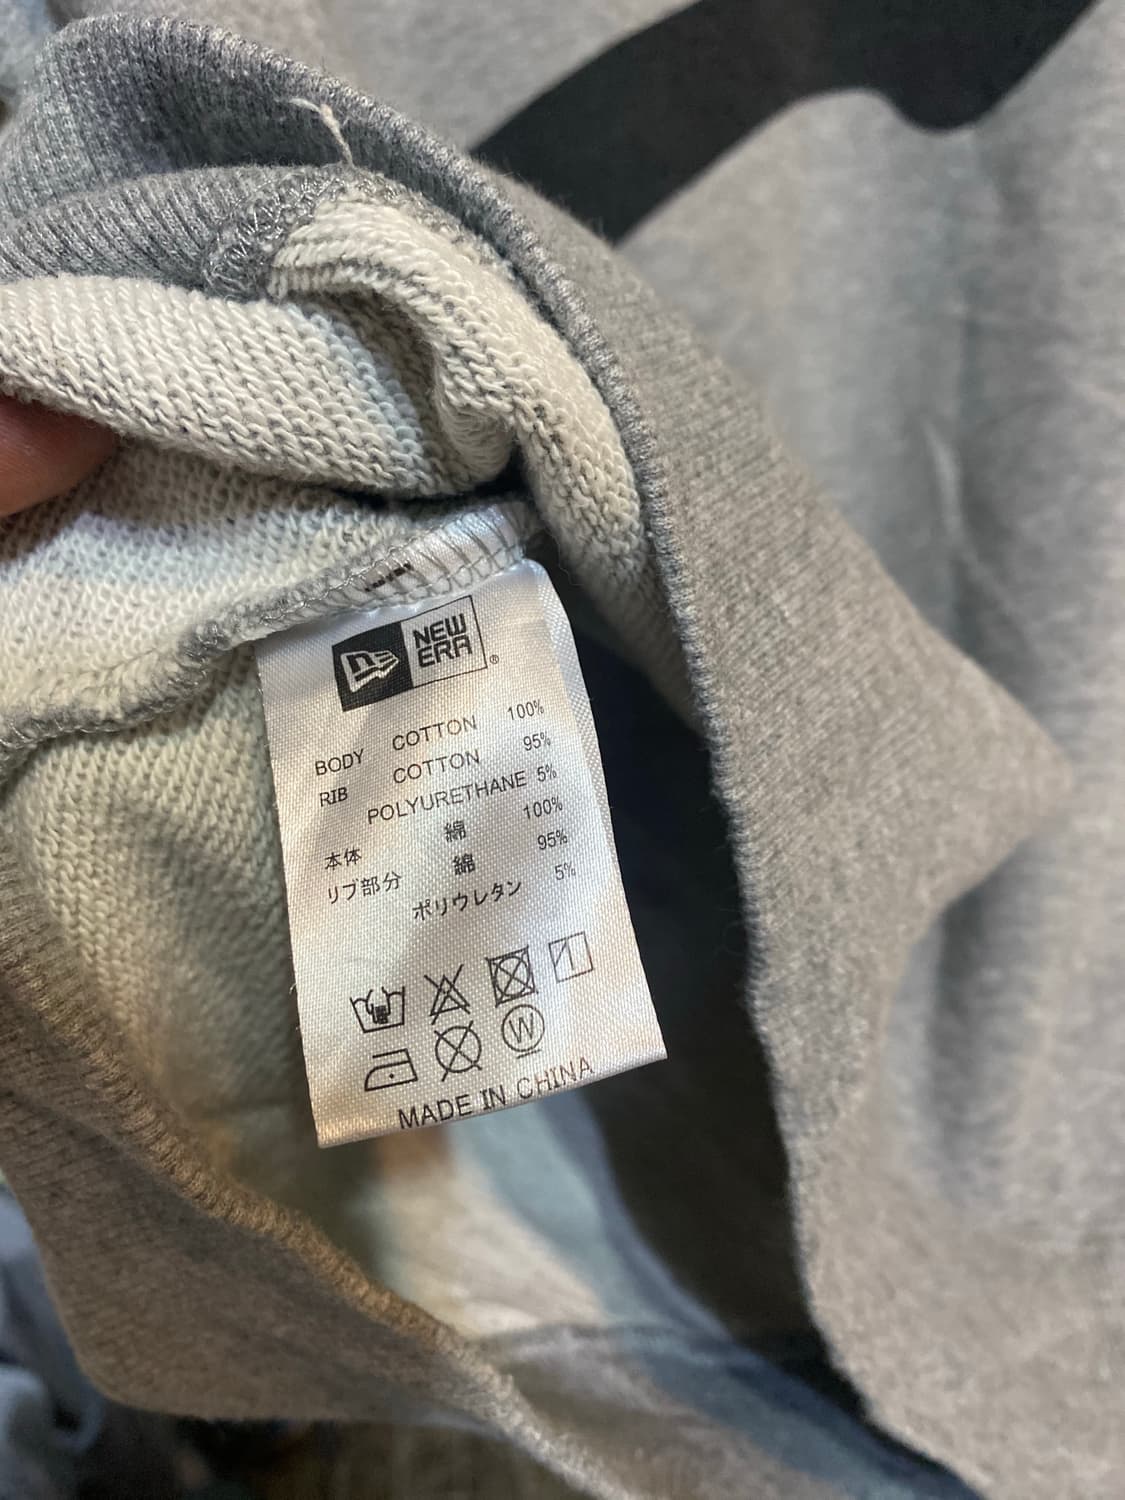 NEW
ERA
®
BODY COTTON 100%
RIB COTTON 95%
POLYURETHANE 5%
本体 綿 100%
リブ部分 綿 95%
ポリウレタン 5%
W
MADE IN CHINA